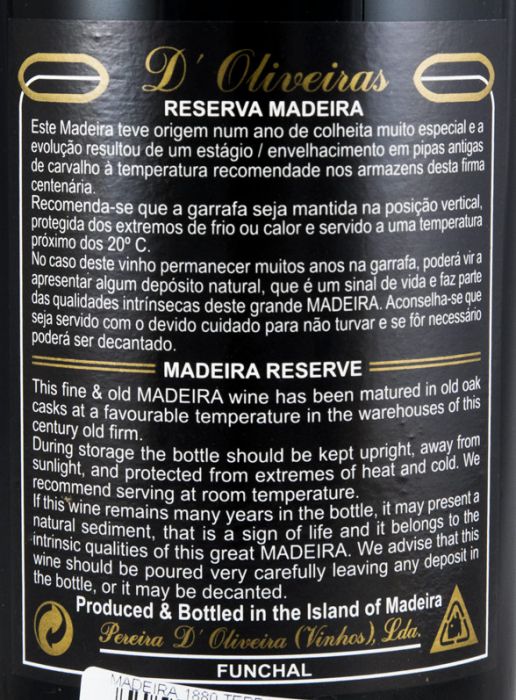 D' Oliveiras
RESERVA MADEIRA
Este Madeira teve origem num ano de colheita muito especial e a
evolução resultou de um estágio / envelhacimento em pipas antigas
de carvalho à temperatura recomendode nos armazens desta firma
centenária.
Recomenda-se que a garrafa seja mantida na posição vertical,
protegida dos extremos de frio ou calor e servido a uma temperatura
próximo dos 20º C.
No caso deste vinho permanecer muitos anos na garrafa, poderá vir a
apresentar algum depósito natural, que é um sinal de vida e faz parte
das qualidades intrínsecas deste grande MADEIRA. Aconselha-se que
seja servido com o devido cuidado para não turvar e se fôr necessário
poderá ser decantado.
MADEIRA RESERVE
This fine & old MADEIRA wine has been matured in old oak
casks at a favourable temperature in the warehouses of this
century old firm.
During storage the bottle should be kept upright, away from
sunlight, and protected from extremes of heat and cold. We
recommend serving at room temperature.
If this wine remains many years in the bottle, it may present a
natural sediment, that is a sign of life and it belongs to the
intrinsic qualities of this great MADEIRA. We advise that this
wine should be poured very carefully leaving any deposit in
the bottle, or it may be decanted.
Produced & Bottled in the Island of Madeira
Pereira D' Oliveira (Vinhos), Lda.
FUNCHAL
MADEIRA 1880